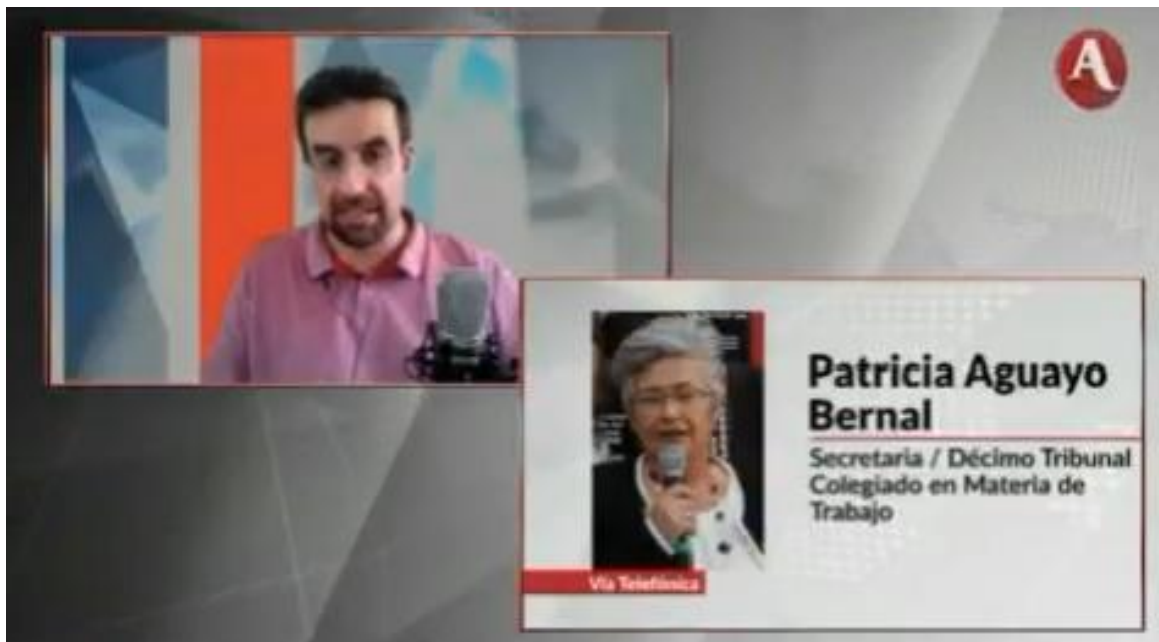 A
Patricia Aguayo
Bernal
Secretaria / Décimo Tribunal
Colegiado en Materia de
Trabajo
Vía Telefónica